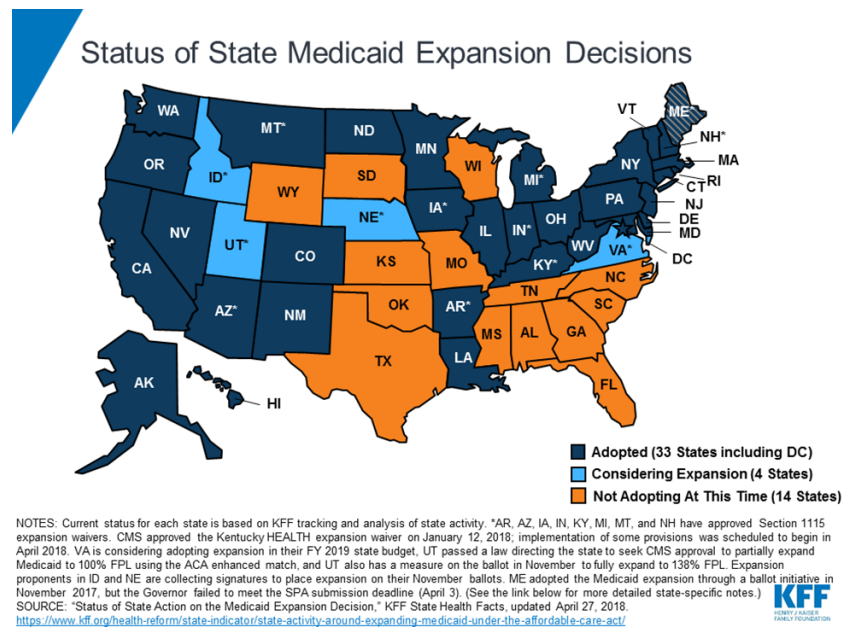 Status of State Medicaid Expansion Decisions
WA
MT*
ND
MN
VT
ME*
NH*
OR
ID*
WY
SD
WI
MI*
NY
MA
RI
CT
NJ
PA
DE
MD
DC
NV
UT*
NE*
IA*
CO
IL
IN*
OH
WV
VA*
CA
KS
MO
KY*
NC
TN
SC
AZ*
NM
OK
AR*
MS
AL
GA
TX
LA
FL
AK
HI
Adopted (33 States including DC)
Considering Expansion (4 States)
Not Adopting At This Time (14 States)
NOTES: Current status for each state is based on KFF tracking and analysis of state activity. *AR, AZ, IA, IN, KY, MI, MT, and NH have approved Section 1115
expansion waivers. CMS approved the Kentucky HEALTH expansion waiver on January 12, 2018; implementation of some provisions was scheduled to begin in
April 2018. VA is considering adopting expansion in their FY 2019 state budget, UT passed a law directing the state to seek CMS approval to partially expand
Medicaid to 100% FPL using the ACA enhanced match, and UT also has a measure on the ballot in November to fully expand to 138% FPL. Expansion
proponents in ID and NE are collecting signatures to place expansion on their November ballots. ME adopted the Medicaid expansion through a ballot initiative in
November 2017, but the Governor failed to meet the SPA submission deadline (April 3). (See the link below for more detailed state-specific notes.)
SOURCE: “Status of State Action on the Medicaid Expansion Decision,” KFF State Health Facts, updated April 27, 2018.
https://www.kff.org/health-reform/state-indicator/state-activity-around-expanding-medicaid-under-the-affordable-care-act/
KFF
HENRY J KAISER
FAMILY FOUNDATION